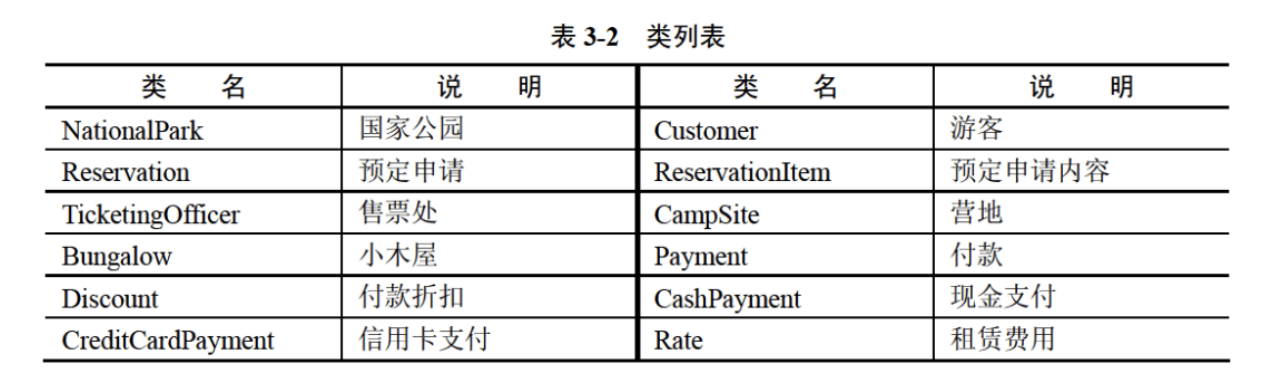 表 3-2 类列表
类 名 说 明 类 名 说 明
NationalPark 国家公园 Customer 游客
Reservation 预定申请 ReservationItem 预定申请内容
TicketingOfficer 售票处 CampSite 营地
Bungalow 小木屋 Payment 付款
Discount 付款折扣 CashPayment 现金支付
CreditCardPayment 信用卡支付 Rate 租赁费用